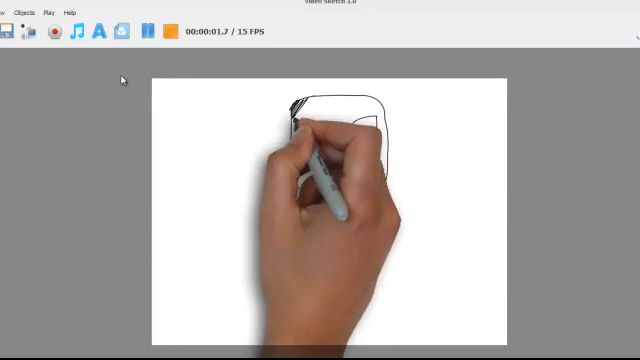 Video Sketch 1.0
w Objects Play Help
A
00:00:01.7 / 15 FPS